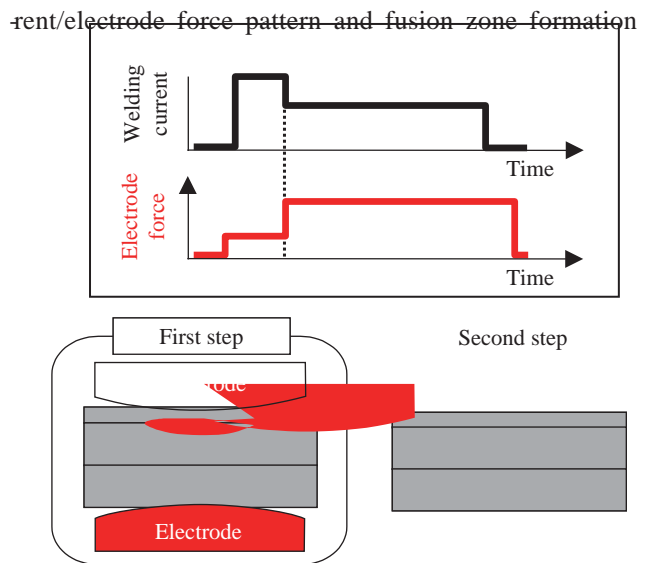 -rent/electrode force pattern and fusion zone formation
Welding
current
Time
Electrode
force
Time
First step
Second step
Electrode